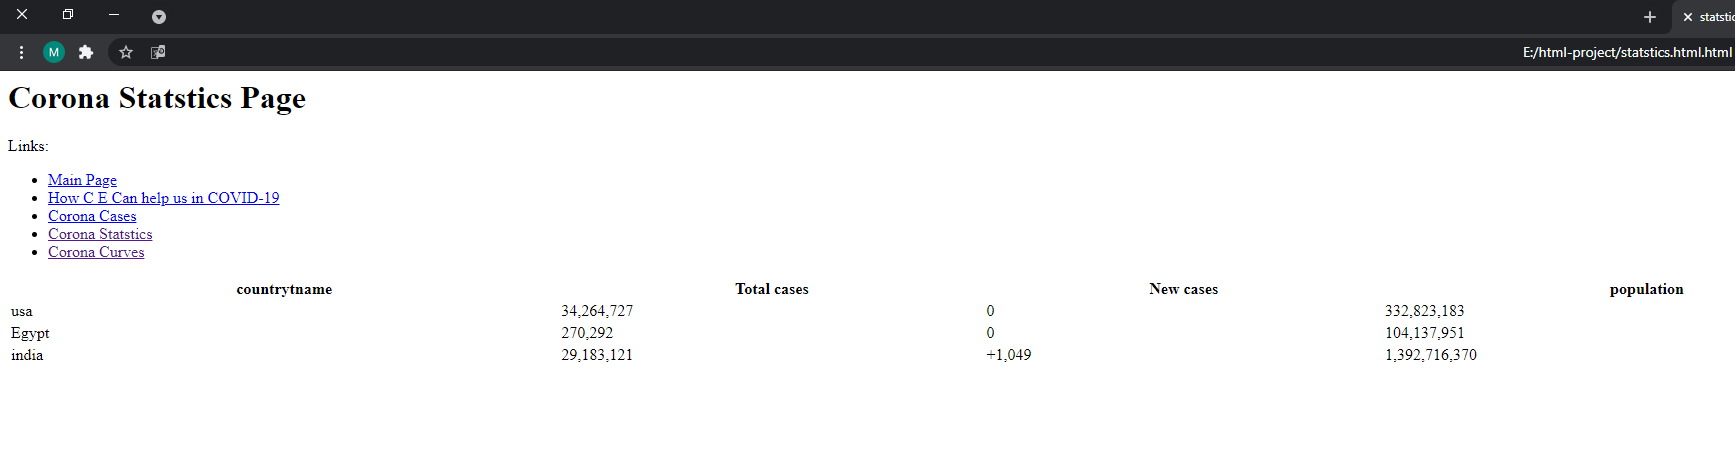 statstic
M
E:/html-project/statstics.html.html
Corona Statstics Page
Links:
Main Page
How C E Can help us in COVID-19
Corona Cases
Corona Statstics
Corona Curves
countrytname Total cases New cases population
usa 34,264,727 0 332,823,183
Egypt 270,292 0 104,137,951
india 29,183,121 +1,049 1,392,716,370